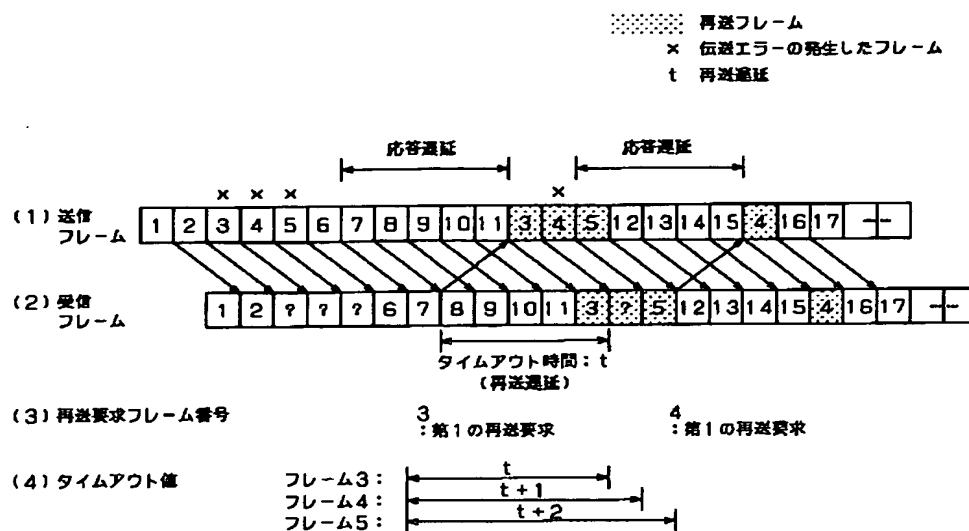 再送フレーム
× 伝送エラーの発生したフレーム
t 再送遅延
応答遅延 応答遅延
× × × ×
(1) 送信フレーム 1 2 3 4 5 6 7 8 9 10 11 3 4 5 12 13 14 15 4 16 17 --
(2) 受信フレーム 1 2 ? ? ? 6 7 8 9 10 11 3 ? 5 12 13 14 15 4 16 17 --
タイムアウト時間:t
(再送遅延)
(3) 再送要求フレーム番号 3 4
:第1の再送要求 :第1の再送要求
(4) タイムアウト値 フレーム3: t
フレーム4: t+1
フレーム5: t+2